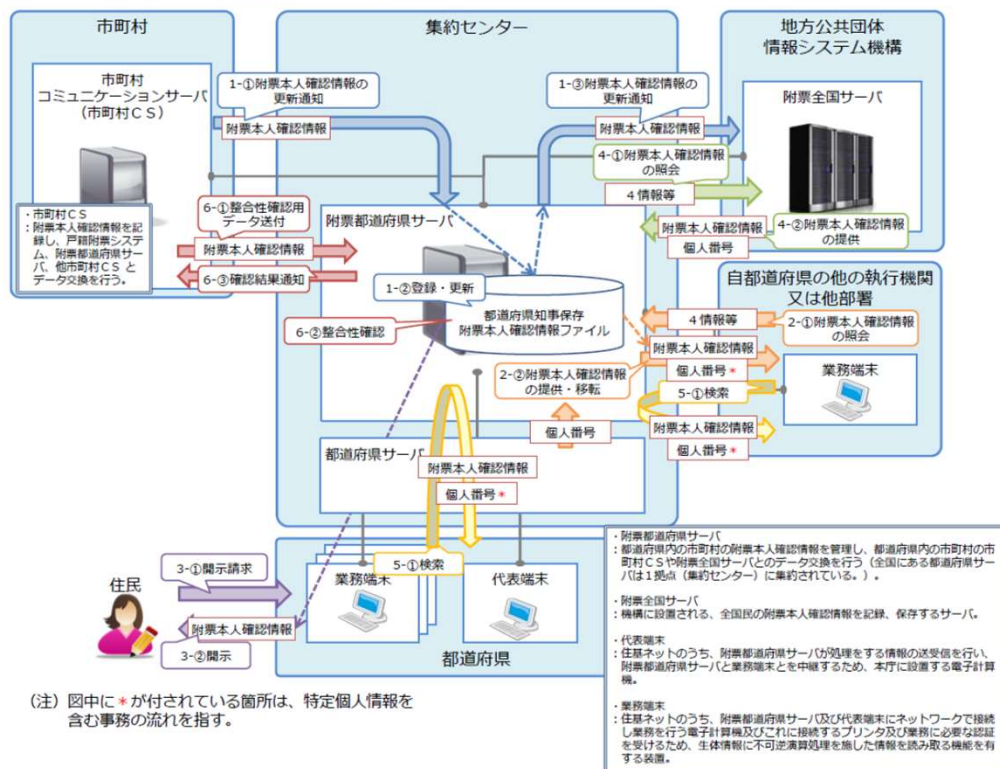 市町村
市町村
コミュニケーションサーバ
(市町村CS)
・市町村CS
:附票本人確認情報を記
録し、戸籍附票システ
ム、附票都道府県サー
バ、他市町村CS と
データ交換を行う。
集約センター
1-①附票本人確認情報の
更新通知
附票本人確認情報
1-③附票本人確認情報の
更新通知
附票本人確認情報
地方公共団体
情報システム機構
附票全国サーバ
4-①附票本人確認情報
の照会
4情報等
附票本人確認情報
個人番号
4-②附票本人確認情報
の提供
6-①整合性確認用
データ送付
附票本人確認情報
6-③確認結果通知
附票都道府県サーバ
1-②登録・更新
都道府県知事保存
附票本人確認情報ファイル
6-②整合性確認
自都道府県の他の執行機関
又は他部署
4情報等
2-①附票本人確認情報
の照会
附票本人確認情報
個人番号*
2-②附票本人確認情報
の提供・移転
業務端末
5-①検索
附票本人確認情報
個人番号*
個人番号
都道府県サーバ
附票本人確認情報
個人番号*
5-①検索
業務端末
代表端末
都道府県
住民
3-①開示請求
附票本人確認情報
3-②開示
・附票都道府県サーバ
:都道府県内の市町村の附票本人確認情報を管理し、都道府県内の市町村の市
町村CSや附票全国サーバとのデータ交換を行う(全国にある都道府県サー
バは1拠点(集約センター)に集約されている。)。
・附票全国サーバ
:機構に設置される、全国民の附票本人確認情報を記録、保存するサーバ。
・代表端末
:住基ネットのうち、附票都道府県サーバが処理をする情報の送受信を行い、
附票都道府県サーバと業務端末とを中継するため、本庁に設置する電子計算
機。
・業務端末
:住基ネットのうち、附票都道府県サーバ及び代表端末にネットワークで接続
し業務を行う電子計算機及びこれに接続するプリンタ及び業務に必要な認証
を受けるため、生体情報に不可逆演算処理を施した情報を読み取る機能を有
する装置。
(注)図中に*が付されている箇所は、特定個人情報を
含む事務の流れを指す。